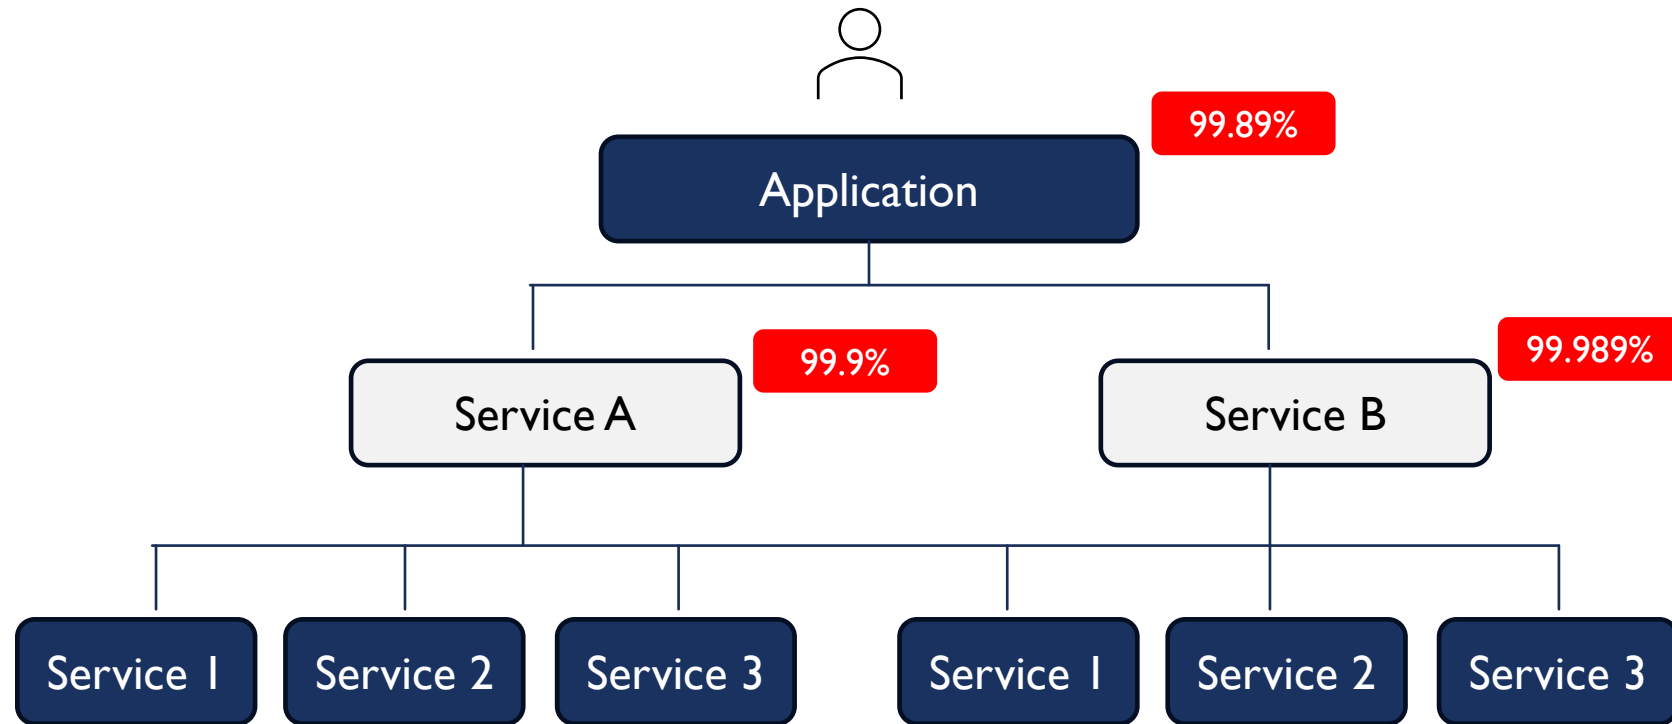 99.89%
Application
99.9%
99.989%
Service A
Service B
Service 1
Service 2
Service 3
Service 1
Service 2
Service 3